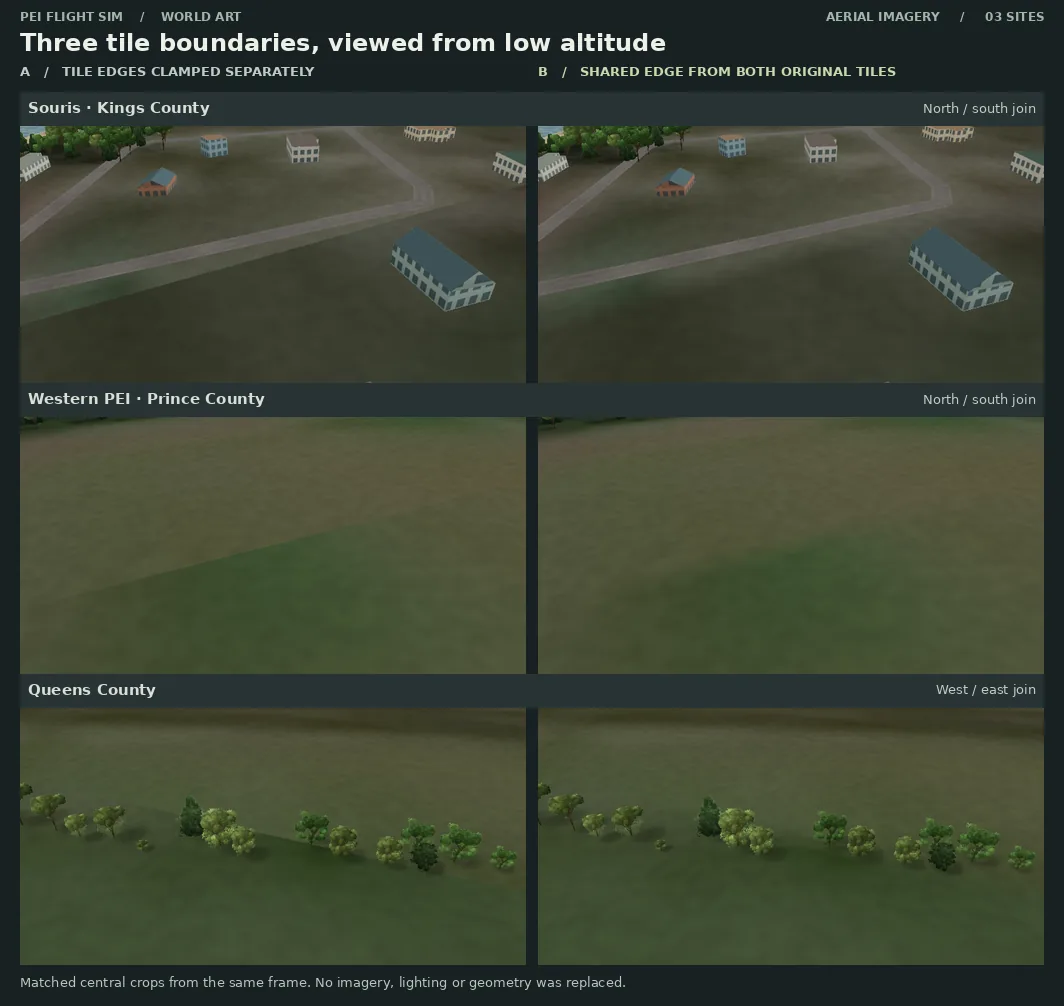 PEI FLIGHT SIM / WORLD ART
AERIAL IMAGERY / 03 SITES
Three tile boundaries, viewed from low altitude
A / TILE EDGES CLAMPED SEPARATELY
B / SHARED EDGE FROM BOTH ORIGINAL TILES
Souris · Kings County
North / south join
Western PEI · Prince County
North / south join
Queens County
West / east join
Matched central crops from the same frame. No imagery, lighting or geometry was replaced.